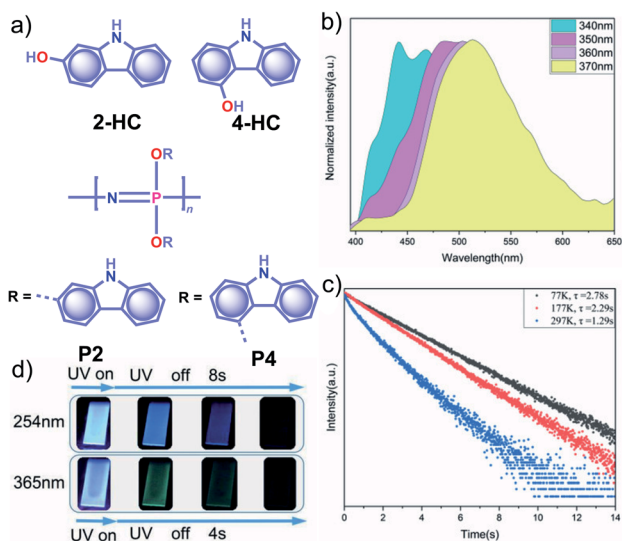 a)
H
N
HO
2-HC
H
N
OH
4-HC
OR
N
P
n
OR
R =
H
N
P2
R =
H
N
P4
b)
340nm
350nm
360nm
370nm
Normalized intensity(a.u.)
400 450 500 550 600 650
Wavelength(nm)
c)
77K, τ =2.78s
177K, τ =2.29s
297K, τ =1.29s
Intensity(a.u.)
0 2 4 6 8 10 12 14
Time(s)
d)
UV on UV off 8s
254nm
365nm
UV on UV off 4s